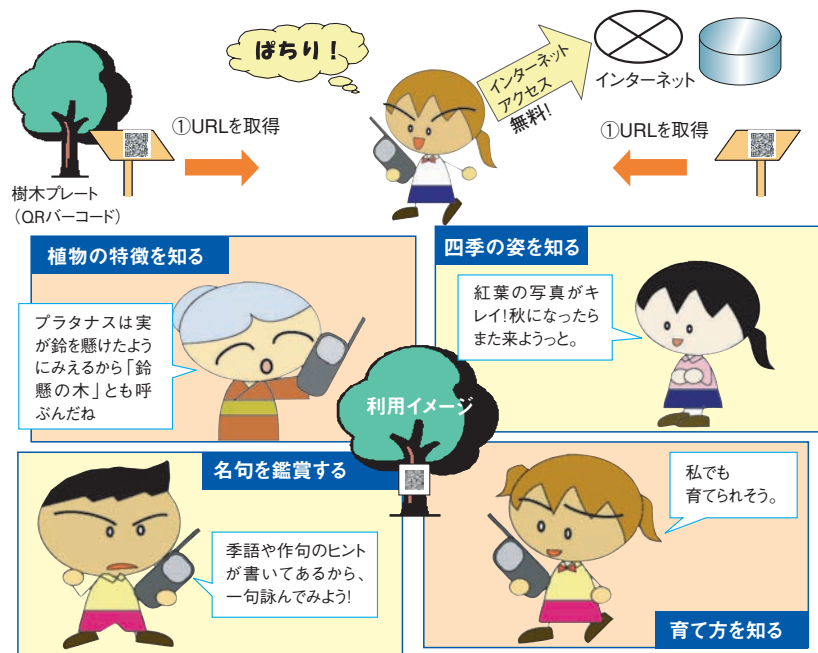 ぱちり！
インターネット
アクセス
無料!
インターネット
①URLを取得
①URLを取得
樹木プレート
（QRバーコード）
植物の特徴を知る
プラタナスは実
が鈴を懸けたよう
にみえるから「鈴
懸の木」とも呼
ぶんだね
四季の姿を知る
紅葉の写真がキ
レイ!秋になったら
また来ようっと。
利用イメージ
名句を鑑賞する
季語や作句のヒント
が書いてあるから、
一句詠んでみよう!
私でも
育てられそう。
育て方を知る